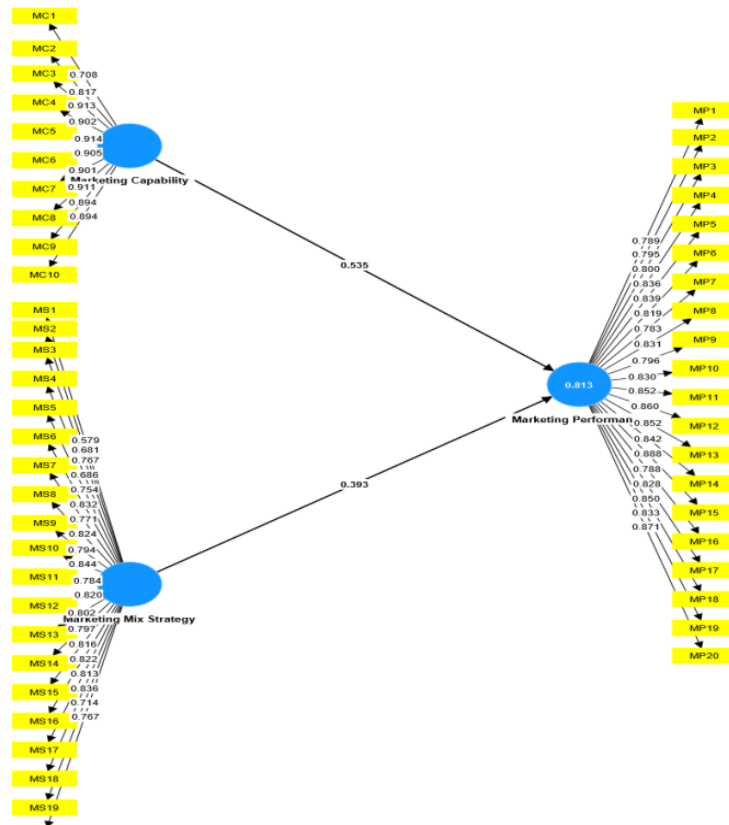 MC1
MC2
MC3
MC4
MC5
MC6
MC7
MC8
MC9
MC10
0.708
0.817
0.913
0.902
0.914
0.905
0.901
0.911
0.894
0.894
Marketing Capability
MS1
MS2
MS3
MS4
MS5
MS6
MS7
MS8
MS9
MS10
MS11
MS12
MS13
MS14
MS15
MS16
MS17
MS18
MS19
0.579
0.681
0.767
0.686
0.754
0.832
0.771
0.824
0.794
0.844
0.784
0.820
0.802
0.797
0.816
0.822
0.813
0.836
0.714
0.767
Marketing Mix Strategy
0.535
0.393
0.813
Marketing Performan
0.789
0.795
0.800
0.836
0.839
0.819
0.783
0.831
0.796
0.830
0.852
0.860
0.852
0.842
0.888
0.788
0.828
0.850
0.833
0.871
MP1
MP2
MP3
MP4
MP5
MP6
MP7
MP8
MP9
MP10
MP11
MP12
MP13
MP14
MP15
MP16
MP17
MP18
MP19
MP20